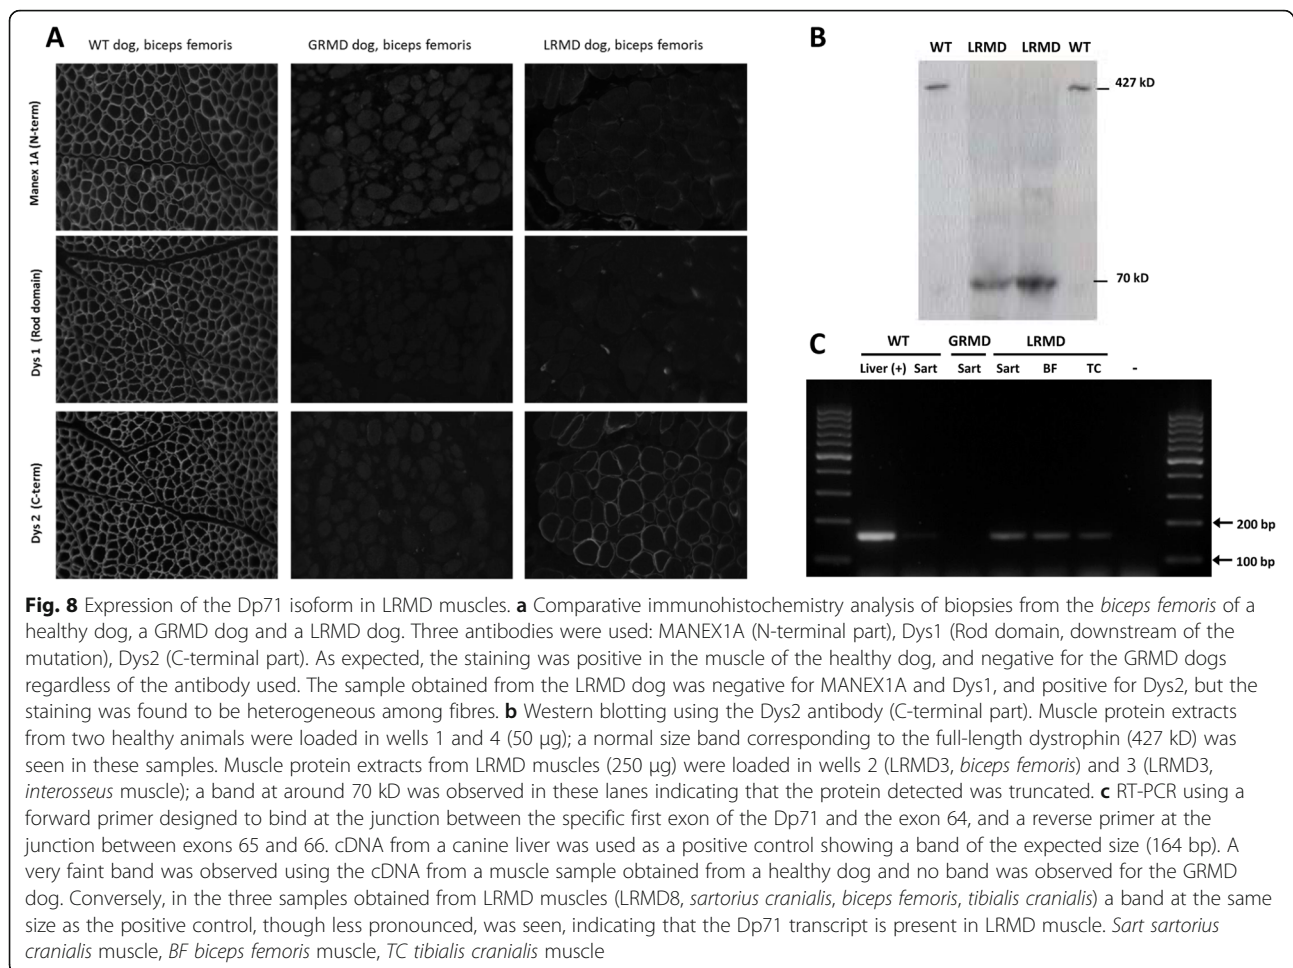 A
WT dog, biceps femoris
GRMD dog, biceps femoris
LRMD dog, biceps femoris
Manex 1A (N-term)
Dys 1 (Rod domain)
Dys 2 (C-term)
B
WT LRMD LRMD WT
427 kD
70 kD
C
WT GRMD LRMD
Liver (+) Sart Sart Sart BF TC -
200 bp
100 bp
Fig. 8 Expression of the Dp71 isoform in LRMD muscles. a Comparative immunohistochemistry analysis of biopsies from the biceps femoris of a
healthy dog, a GRMD dog and a LRMD dog. Three antibodies were used: MANEX1A (N-terminal part), Dys1 (Rod domain, downstream of the
mutation), Dys2 (C-terminal part). As expected, the staining was positive in the muscle of the healthy dog, and negative for the GRMD dogs
regardless of the antibody used. The sample obtained from the LRMD dog was negative for MANEX1A and Dys1, and positive for Dys2, but the
staining was found to be heterogeneous among fibres. b Western blotting using the Dys2 antibody (C-terminal part). Muscle protein extracts
from two healthy animals were loaded in wells 1 and 4 (50 μg); a normal size band corresponding to the full-length dystrophin (427 kD) was
seen in these samples. Muscle protein extracts from LRMD muscles (250 μg) were loaded in wells 2 (LRMD3, biceps femoris) and 3 (LRMD3,
interosseus muscle); a band at around 70 kD was observed in these lanes indicating that the protein detected was truncated. c RT-PCR using a
forward primer designed to bind at the junction between the specific first exon of the Dp71 and the exon 64, and a reverse primer at the
junction between exons 65 and 66. cDNA from a canine liver was used as a positive control showing a band of the expected size (164 bp). A
very faint band was observed using the cDNA from a muscle sample obtained from a healthy dog and no band was observed for the GRMD
dog. Conversely, in the three samples obtained from LRMD muscles (LRMD8, sartorius cranialis, biceps femoris, tibialis cranialis) a band at the same
size as the positive control, though less pronounced, was seen, indicating that the Dp71 transcript is present in LRMD muscle. Sart sartorius
cranialis muscle, BF biceps femoris muscle, TC tibialis cranialis muscle